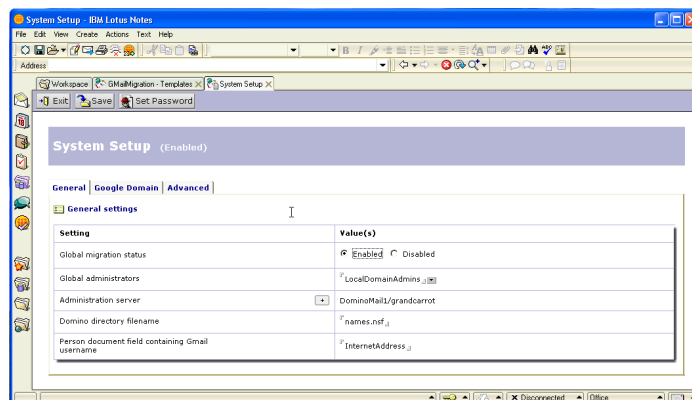 System Setup - IBM Lotus Notes
File Edit View Create Actions Text Help
Address
Workspace GMailMigration - Templates System Setup
Exit Save Set Password
System Setup (Enabled)
General Google Domain Advanced
General settings
Setting Value(s)
Global migration status Enabled Disabled
Global administrators LocalDomainAdmins
Administration server DominoMail1/grandcarrot
Domino directory filename names.nsf
Person document field containing Gmail
username
InternetAddress
Disconnected Office